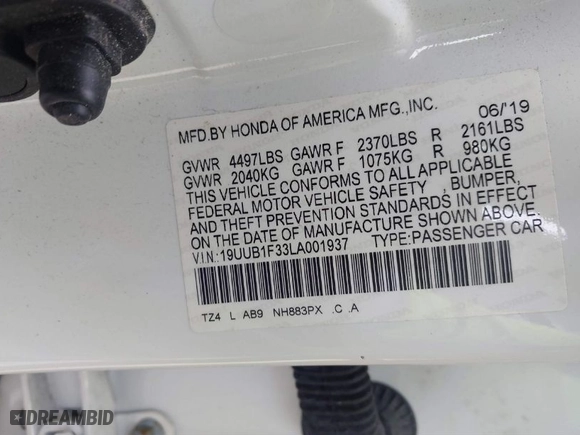 MFD.BY HONDA OF AMERICA MFG.,INC. 06/'19
GVWR 4497LBS GAWR F 2370LBS R 2161LBS
GVWR 2040KG GAWR F 1075KG R 980KG
THIS VEHICLE CONFORMS TO ALL APPLICABLE
FEDERAL MOTOR VEHICLE SAFETY , BUMPER,
AND THEFT PREVENTION STANDARDS IN EFFECT
ON THE DATE OF MANUFACTURE SHOWN ABOVE.
V.I.N:19UUB1F33LA001937 TYPE:PASSENGER CAR
TZ4 L AB9 NH883PX .C .A
DREAMBID